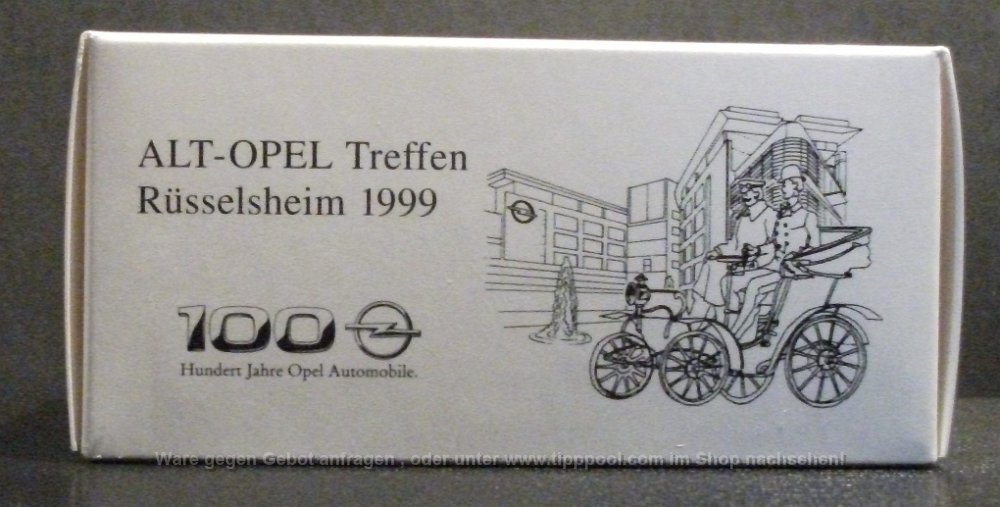 ALT-OPEL Treffen
Rüsselsheim 1999
100
Hundert Jahre Opel Automobile.
Ware gegen Gebot anfragen , oder unter www.tipppool.com im Shop nachsehen!